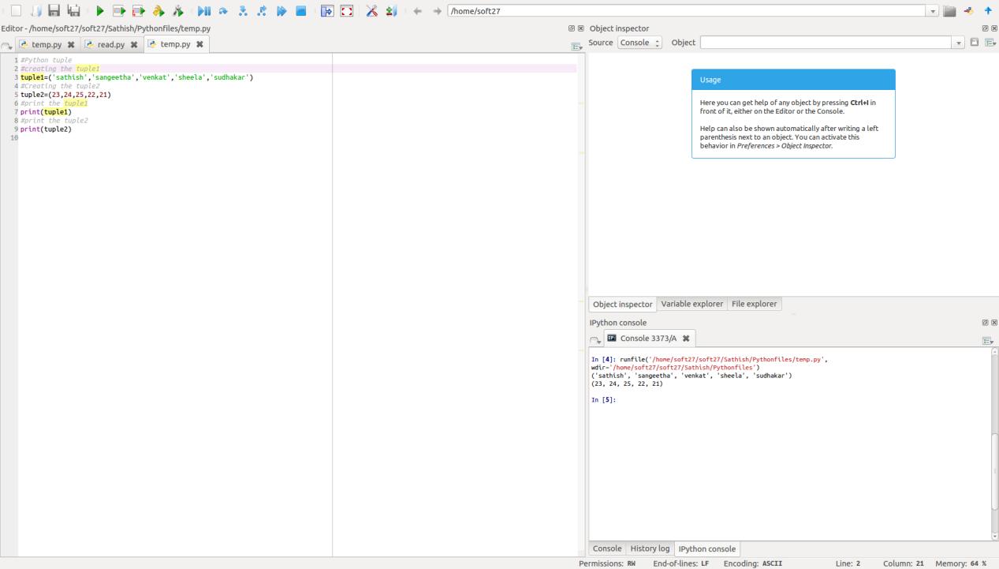 /home/soft27
Editor - /home/soft27/soft27/Sathish/Pythonfiles/temp.py
temp.py
read.py
temp.py
1 #Python tuple
2 #creating the tuple1
3 tuple1=('sathish','sangeetha','venkat','sheela','sudhakar')
4 #Creating the tuple2
5 tuple2=(23,24,25,22,21)
6 #print the tuple1
7 print(tuple1)
8 #print the tuple2
9 print(tuple2)
10
Object inspector
Source Console Object
Usage
Here you can get help of any object by pressing Ctrl+I in
front of it, either on the Editor or the Console.
Help can also be shown automatically after writing a left
parenthesis next to an object. You can activate this
behavior in Preferences > Object Inspector.
Object inspector Variable explorer File explorer
IPython console
IP: Console 3373/A
In [4]: runfile('/home/soft27/soft27/Sathish/Pythonfiles/temp.py',
wdir='/home/soft27/soft27/Sathish/Pythonfiles')
('sathish', 'sangeetha', 'venkat', 'sheela', 'sudhakar')
(23, 24, 25, 22, 21)
In [5]:
Console History log IPython console
Permissions: RW End-of-lines: LF Encoding: ASCII Line: 2 Column: 21 Memory: 64 %